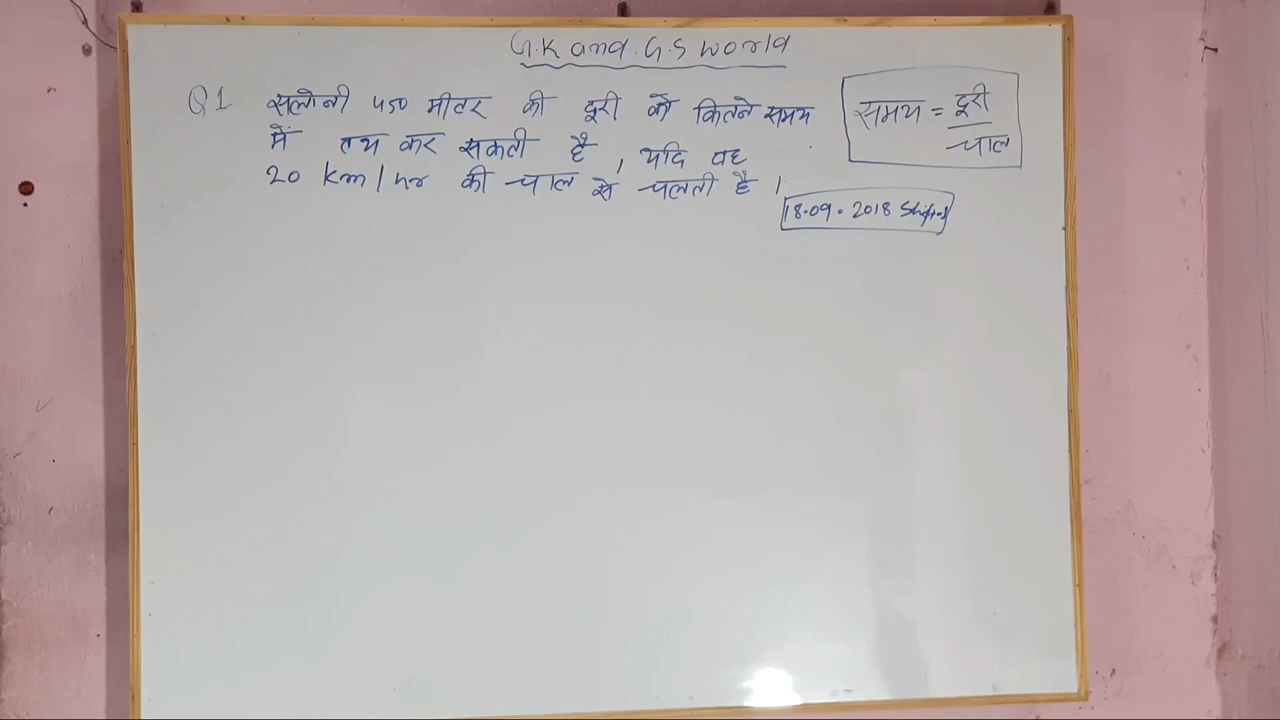 G.K and G.S World
Q1 सलोनी 450 मीटर की दूरी को कितने समय
में तय कर सकती है, यदि वह
20 km/hr की चाल से चलती है।
समय = दूरी
चाल
18.09.2018 Shift-1